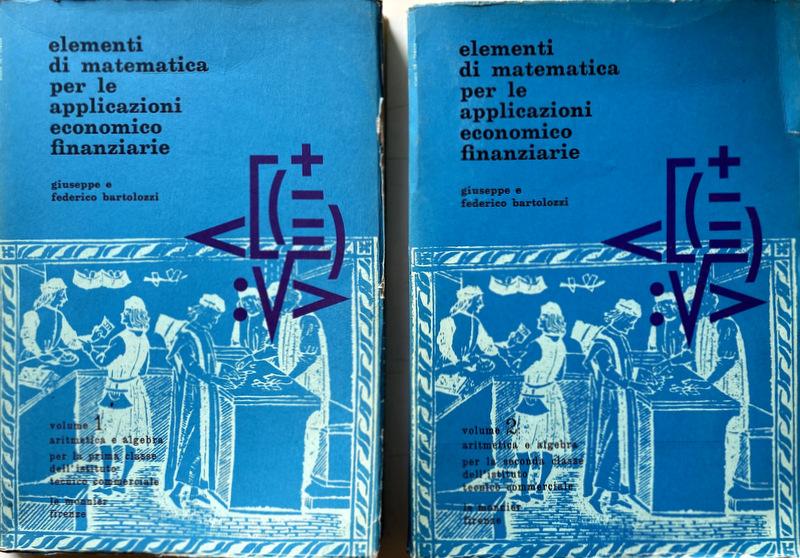 elementi
di matematica
per le
applicazioni
economico
finanziarie
giuseppe e
federico bartolozzi
volume 1:
aritmetica e algebra
per la prima classe
dell'istituto
tecnico commerciale
le monnier
firenze
elementi
di matematica
per le
applicazioni
economico
finanziarie
giuseppe e
federico bartolozzi
volume 2:
aritmetica e algebra
per la seconda classe
dell'istituto
tecnico commerciale
le monnier
firenze